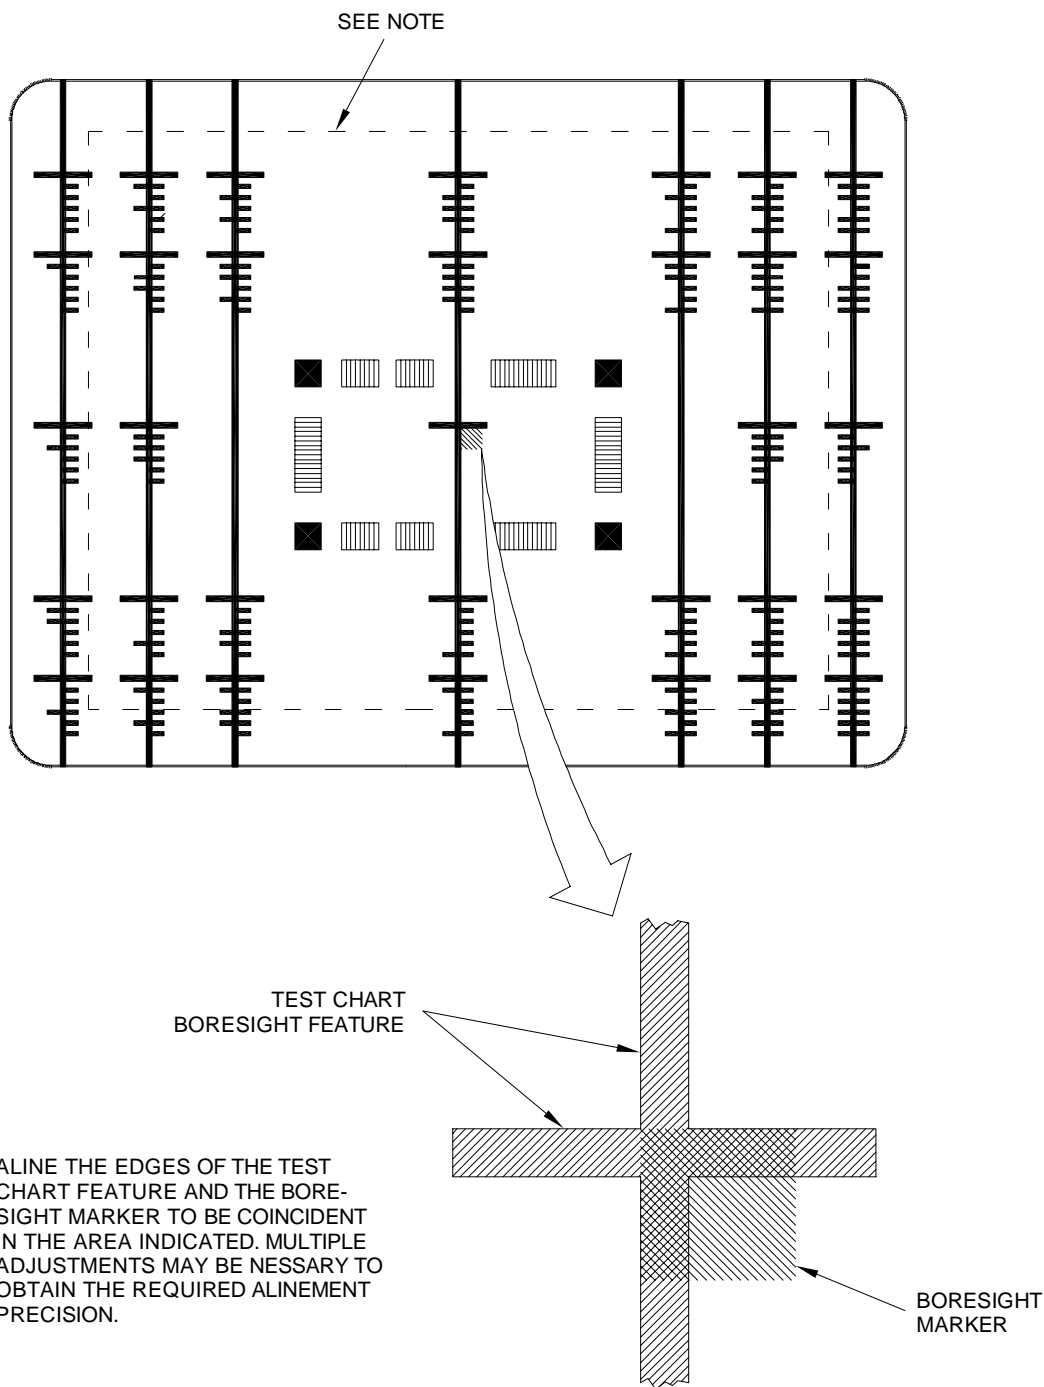 SEE NOTE
TEST CHART
BORESIGHT FEATURE
ALINE THE EDGES OF THE TEST
CHART FEATURE AND THE BORE-
SIGHT MARKER TO BE COINCIDENT
IN THE AREA INDICATED. MULTIPLE
ADJUSTMENTS MAY BE NESSARY TO
OBTAIN THE REQUIRED ALINEMENT
PRECISION.
BORESIGHT
MARKER